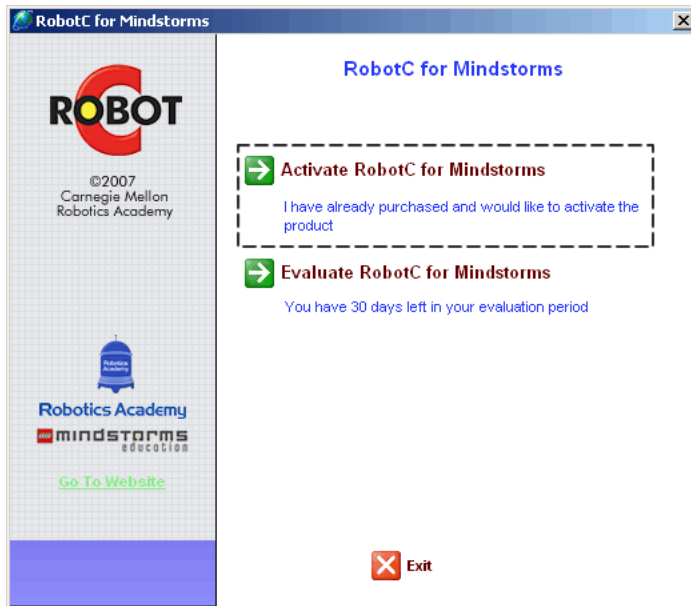 RobotC for Mindstorms
ROBOT
©2007
Carnegie Mellon
Robotics Academy
Robotics
Academy
Robotics Academy
LEGO mindstorms
education
Go To Website
RobotC for Mindstorms
Activate RobotC for Mindstorms
I have already purchased and would like to activate the
product
Evaluate RobotC for Mindstorms
You have 30 days left in your evaluation period
Exit